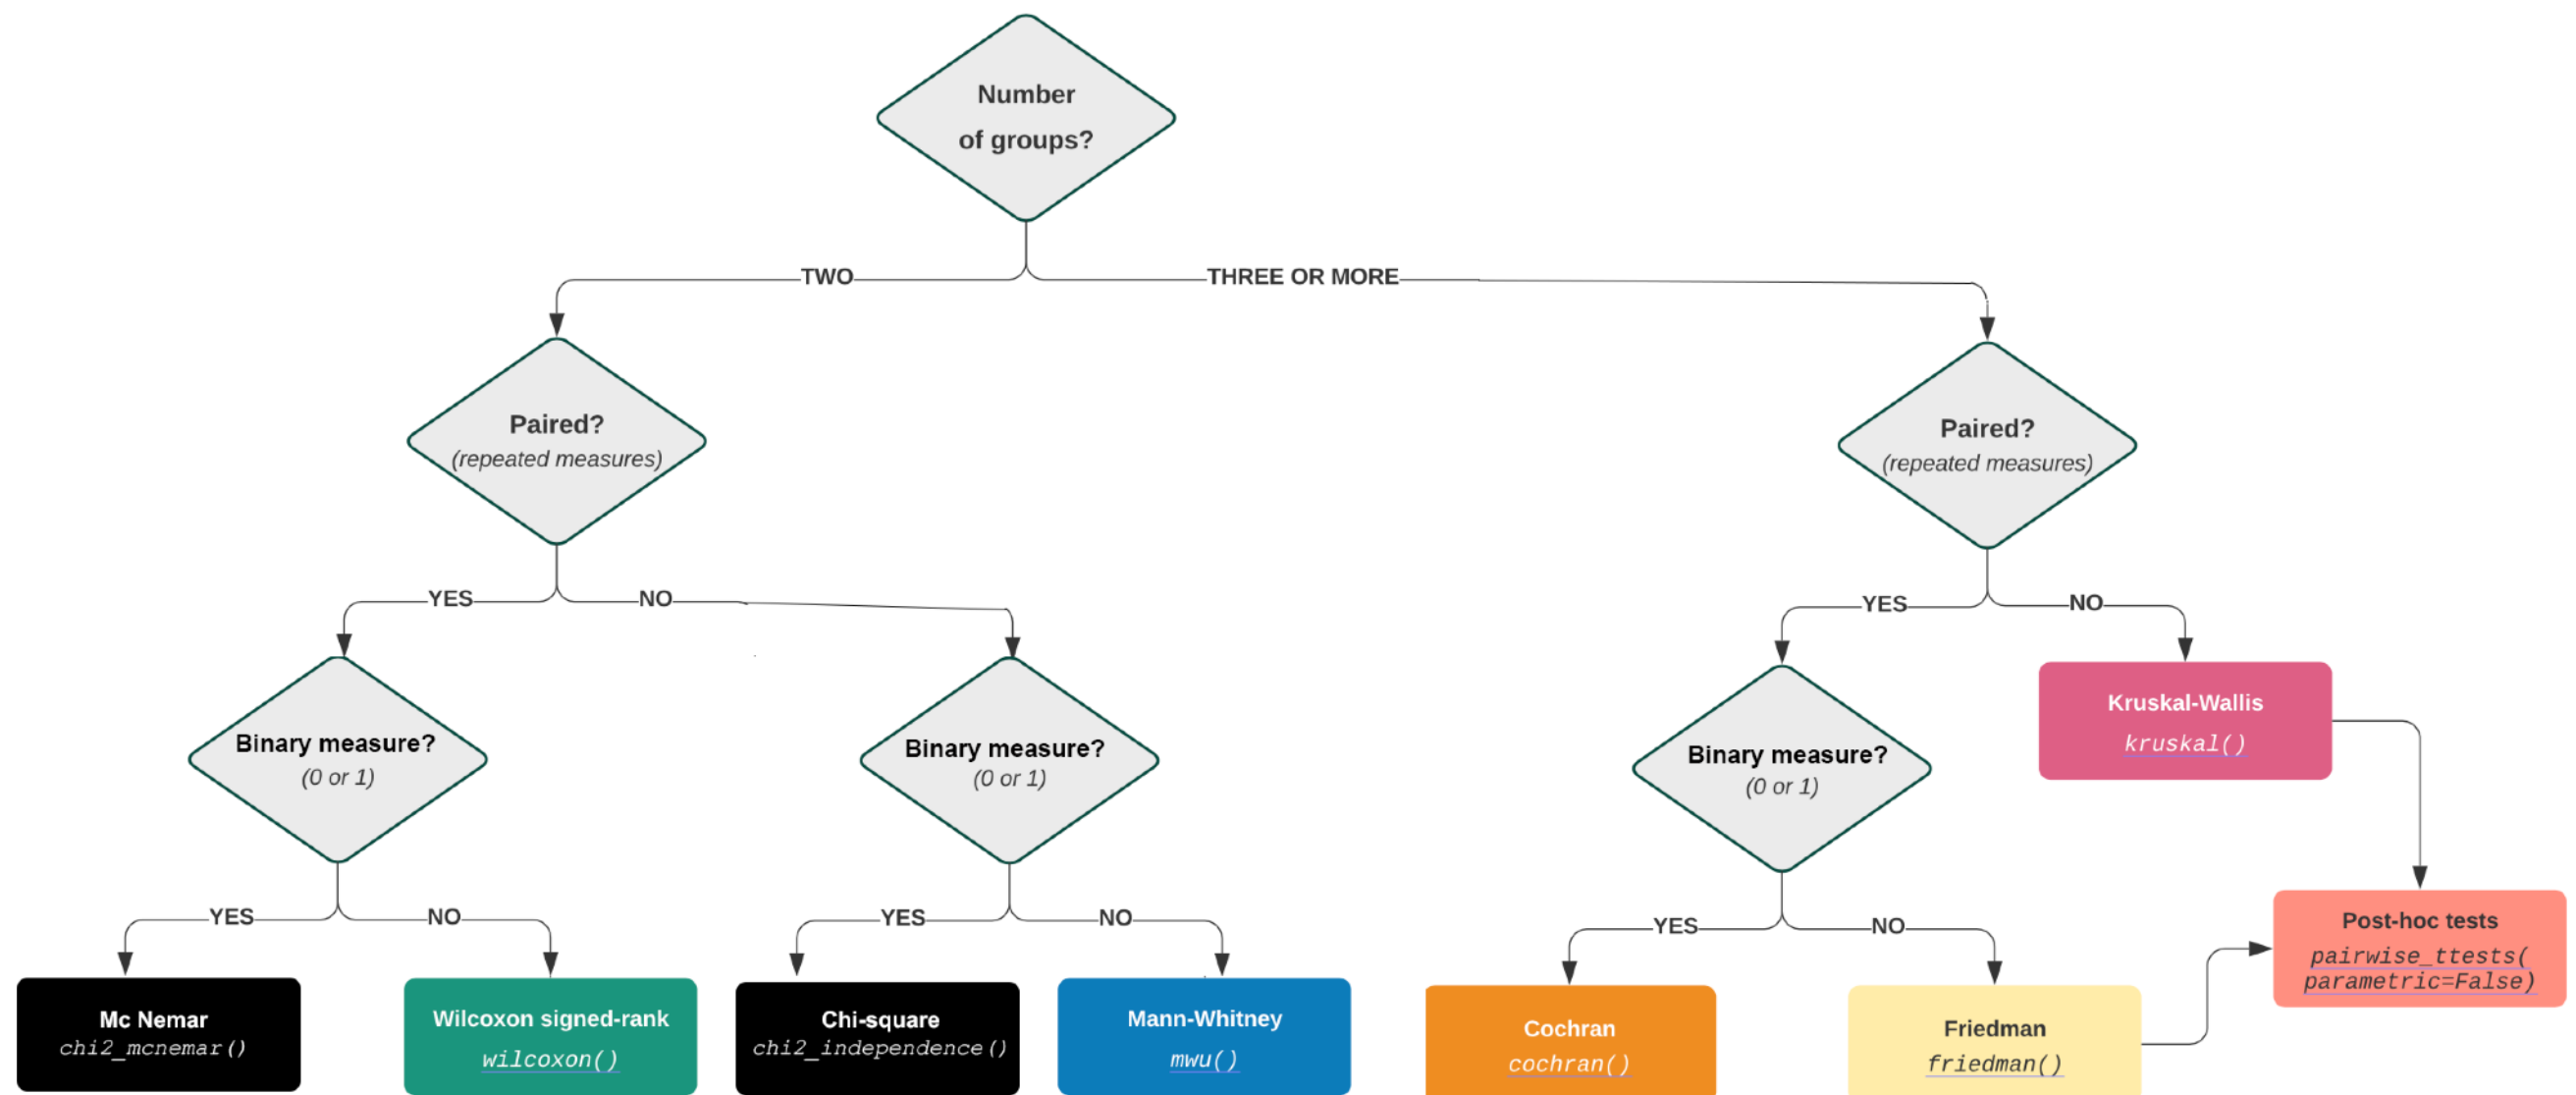 Number
of groups?
TWO
THREE OR MORE
Paired?
(repeated measures)
Paired?
(repeated measures)
YES
NO
YES
NO
Binary measure?
(0 or 1)
Binary measure?
(0 or 1)
Binary measure?
(0 or 1)
Kruskal-Wallis
kruskal()
YES
NO
YES
NO
YES
NO
Post-hoc tests
pairwise_ttests(
parametric=False)
Mc Nemar
chi2_mcnemar()
Wilcoxon signed-rank
wilcoxon()
Chi-square
chi2_independence()
Mann-Whitney
mwu()
Cochran
cochran()
Friedman
friedman()